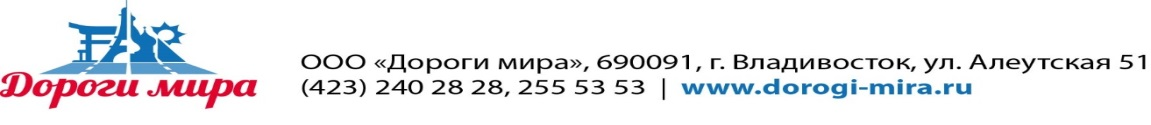 Дороги мира
ООО «Дороги мира», 690091, г. Владивосток, ул. Алеутская 51
(423) 240 28 28, 255 53 53 | www.dorogi-mira.ru